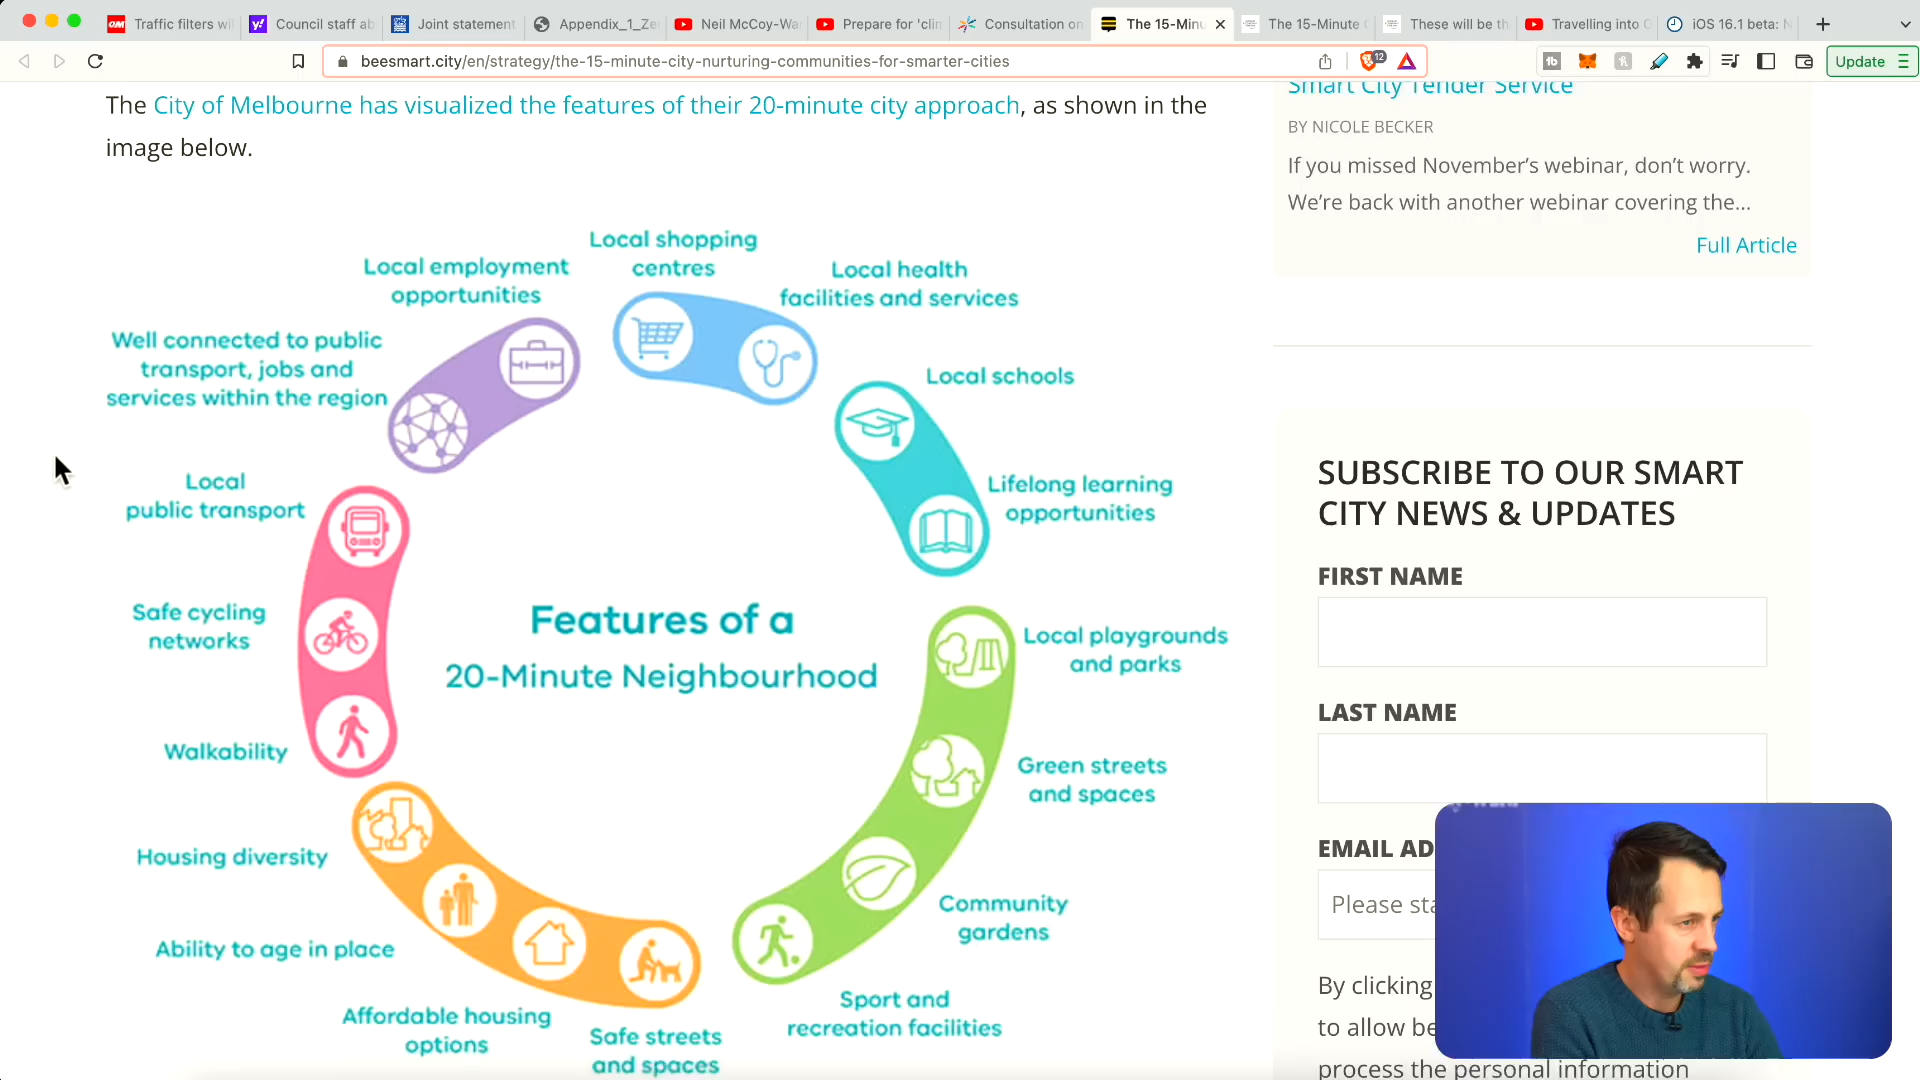 Traffic filters wi
Council staff ab
Joint statement
Appendix_1_Ze
Neil McCoy-Wa
Prepare for 'clin
Consultation on
The 15-Minu
The 15-Minute
These will be th
Travelling into
iOS 16.1 beta: N
beesmart.city/en/strategy/the-15-minute-city-nurturing-communities-for-smarter-cities
12
Update
The City of Melbourne has visualized the features of their 20-minute city approach, as shown in the
image below.
Local shopping
centres
Local health
facilities and services
Local schools
Lifelong learning
opportunities
Local playgrounds
and parks
Green streets
and spaces
Community
gardens
Sport and
recreation facilities
Safe streets
and spaces
Affordable housing
options
Ability to age in place
Housing diversity
Walkability
Safe cycling
networks
Local
public transport
Well connected to public
transport, jobs and
services within the region
Local employment
opportunities
Features of a
20-Minute Neighbourhood
Smart City Tender Service
BY NICOLE BECKER
If you missed November's webinar, don't worry.
We're back with another webinar covering the...
Full Article
SUBSCRIBE TO OUR SMART
CITY NEWS & UPDATES
FIRST NAME
LAST NAME
EMAIL AD
Please sta
By clicking
to allow be
process the personal information